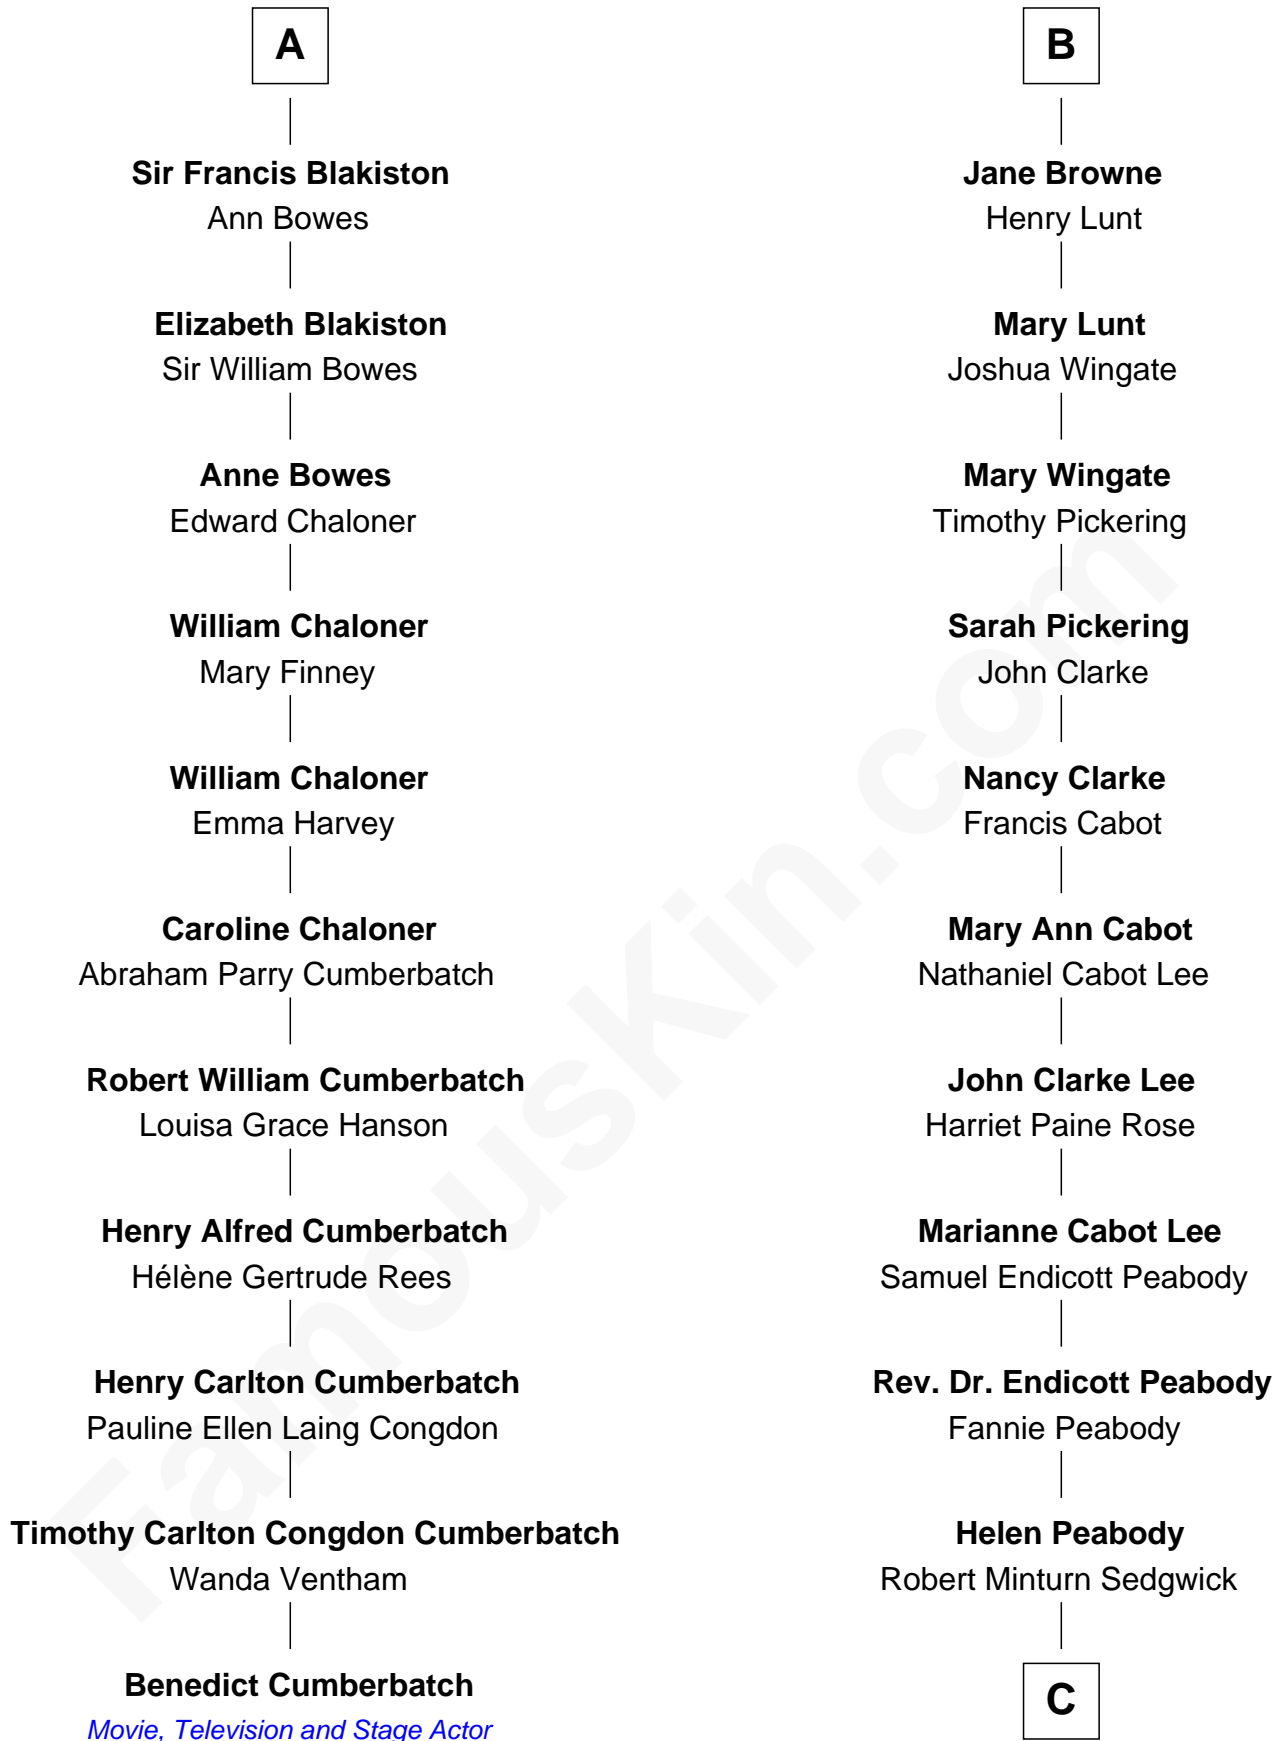 A
Sir Francis Blakiston
Ann Bowes
Elizabeth Blakiston
Sir William Bowes
Anne Bowes
Edward Chaloner
William Chaloner
Mary Finney
William Chaloner
Emma Harvey
Caroline Chaloner
Abraham Parry Cumberbatch
Robert William Cumberbatch
Louisa Grace Hanson
Henry Alfred Cumberbatch
Hélène Gertrude Rees
Henry Carlton Cumberbatch
Pauline Ellen Laing Congdon
Timothy Carlton Congdon Cumberbatch
Wanda Ventham
Benedict Cumberbatch
Movie, Television and Stage Actor
B
Jane Browne
Henry Lunt
Mary Lunt
Joshua Wingate
Mary Wingate
Timothy Pickering
Sarah Pickering
John Clarke
Nancy Clarke
Francis Cabot
Mary Ann Cabot
Nathaniel Cabot Lee
John Clarke Lee
Harriet Paine Rose
Marianne Cabot Lee
Samuel Endicott Peabody
Rev. Dr. Endicott Peabody
Fannie Peabody
Helen Peabody
Robert Minturn Sedgwick
C
FamousKin.com